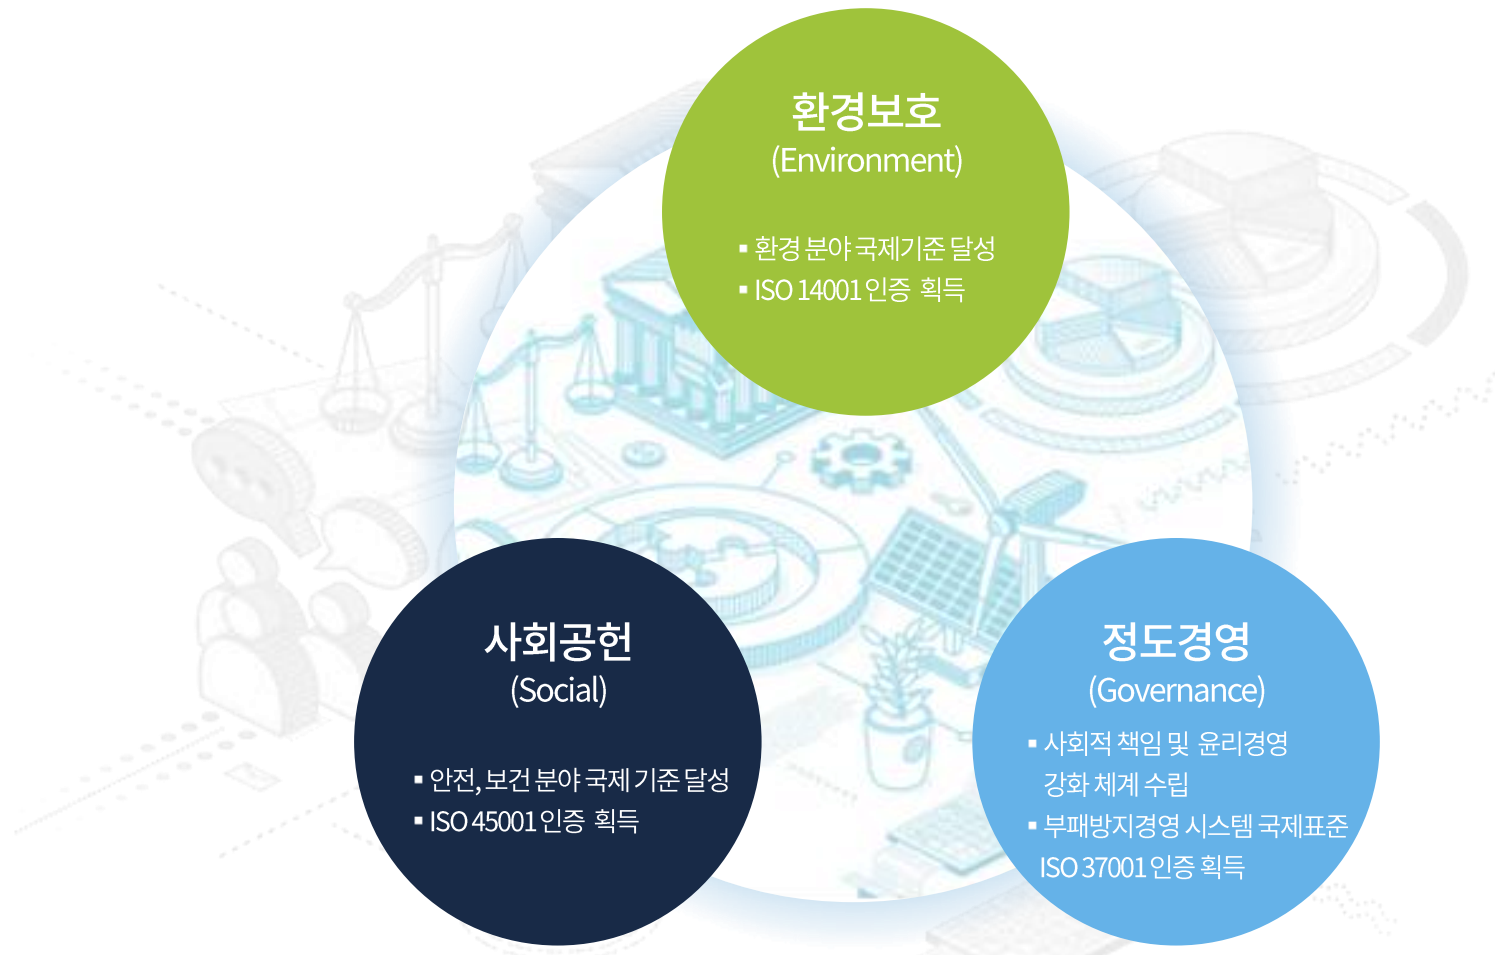 환경보호
(Environment)
▪ 환경 분야 국제기준 달성
▪ ISO 14001 인증 획득
사회공헌
(Social)
▪ 안전, 보건 분야 국제 기준 달성
▪ ISO 45001 인증 획득
정도경영
(Governance)
▪ 사회적 책임 및 윤리경영
강화 체계 수립
▪ 부패방지경영 시스템 국제표준
ISO 37001 인증 획득